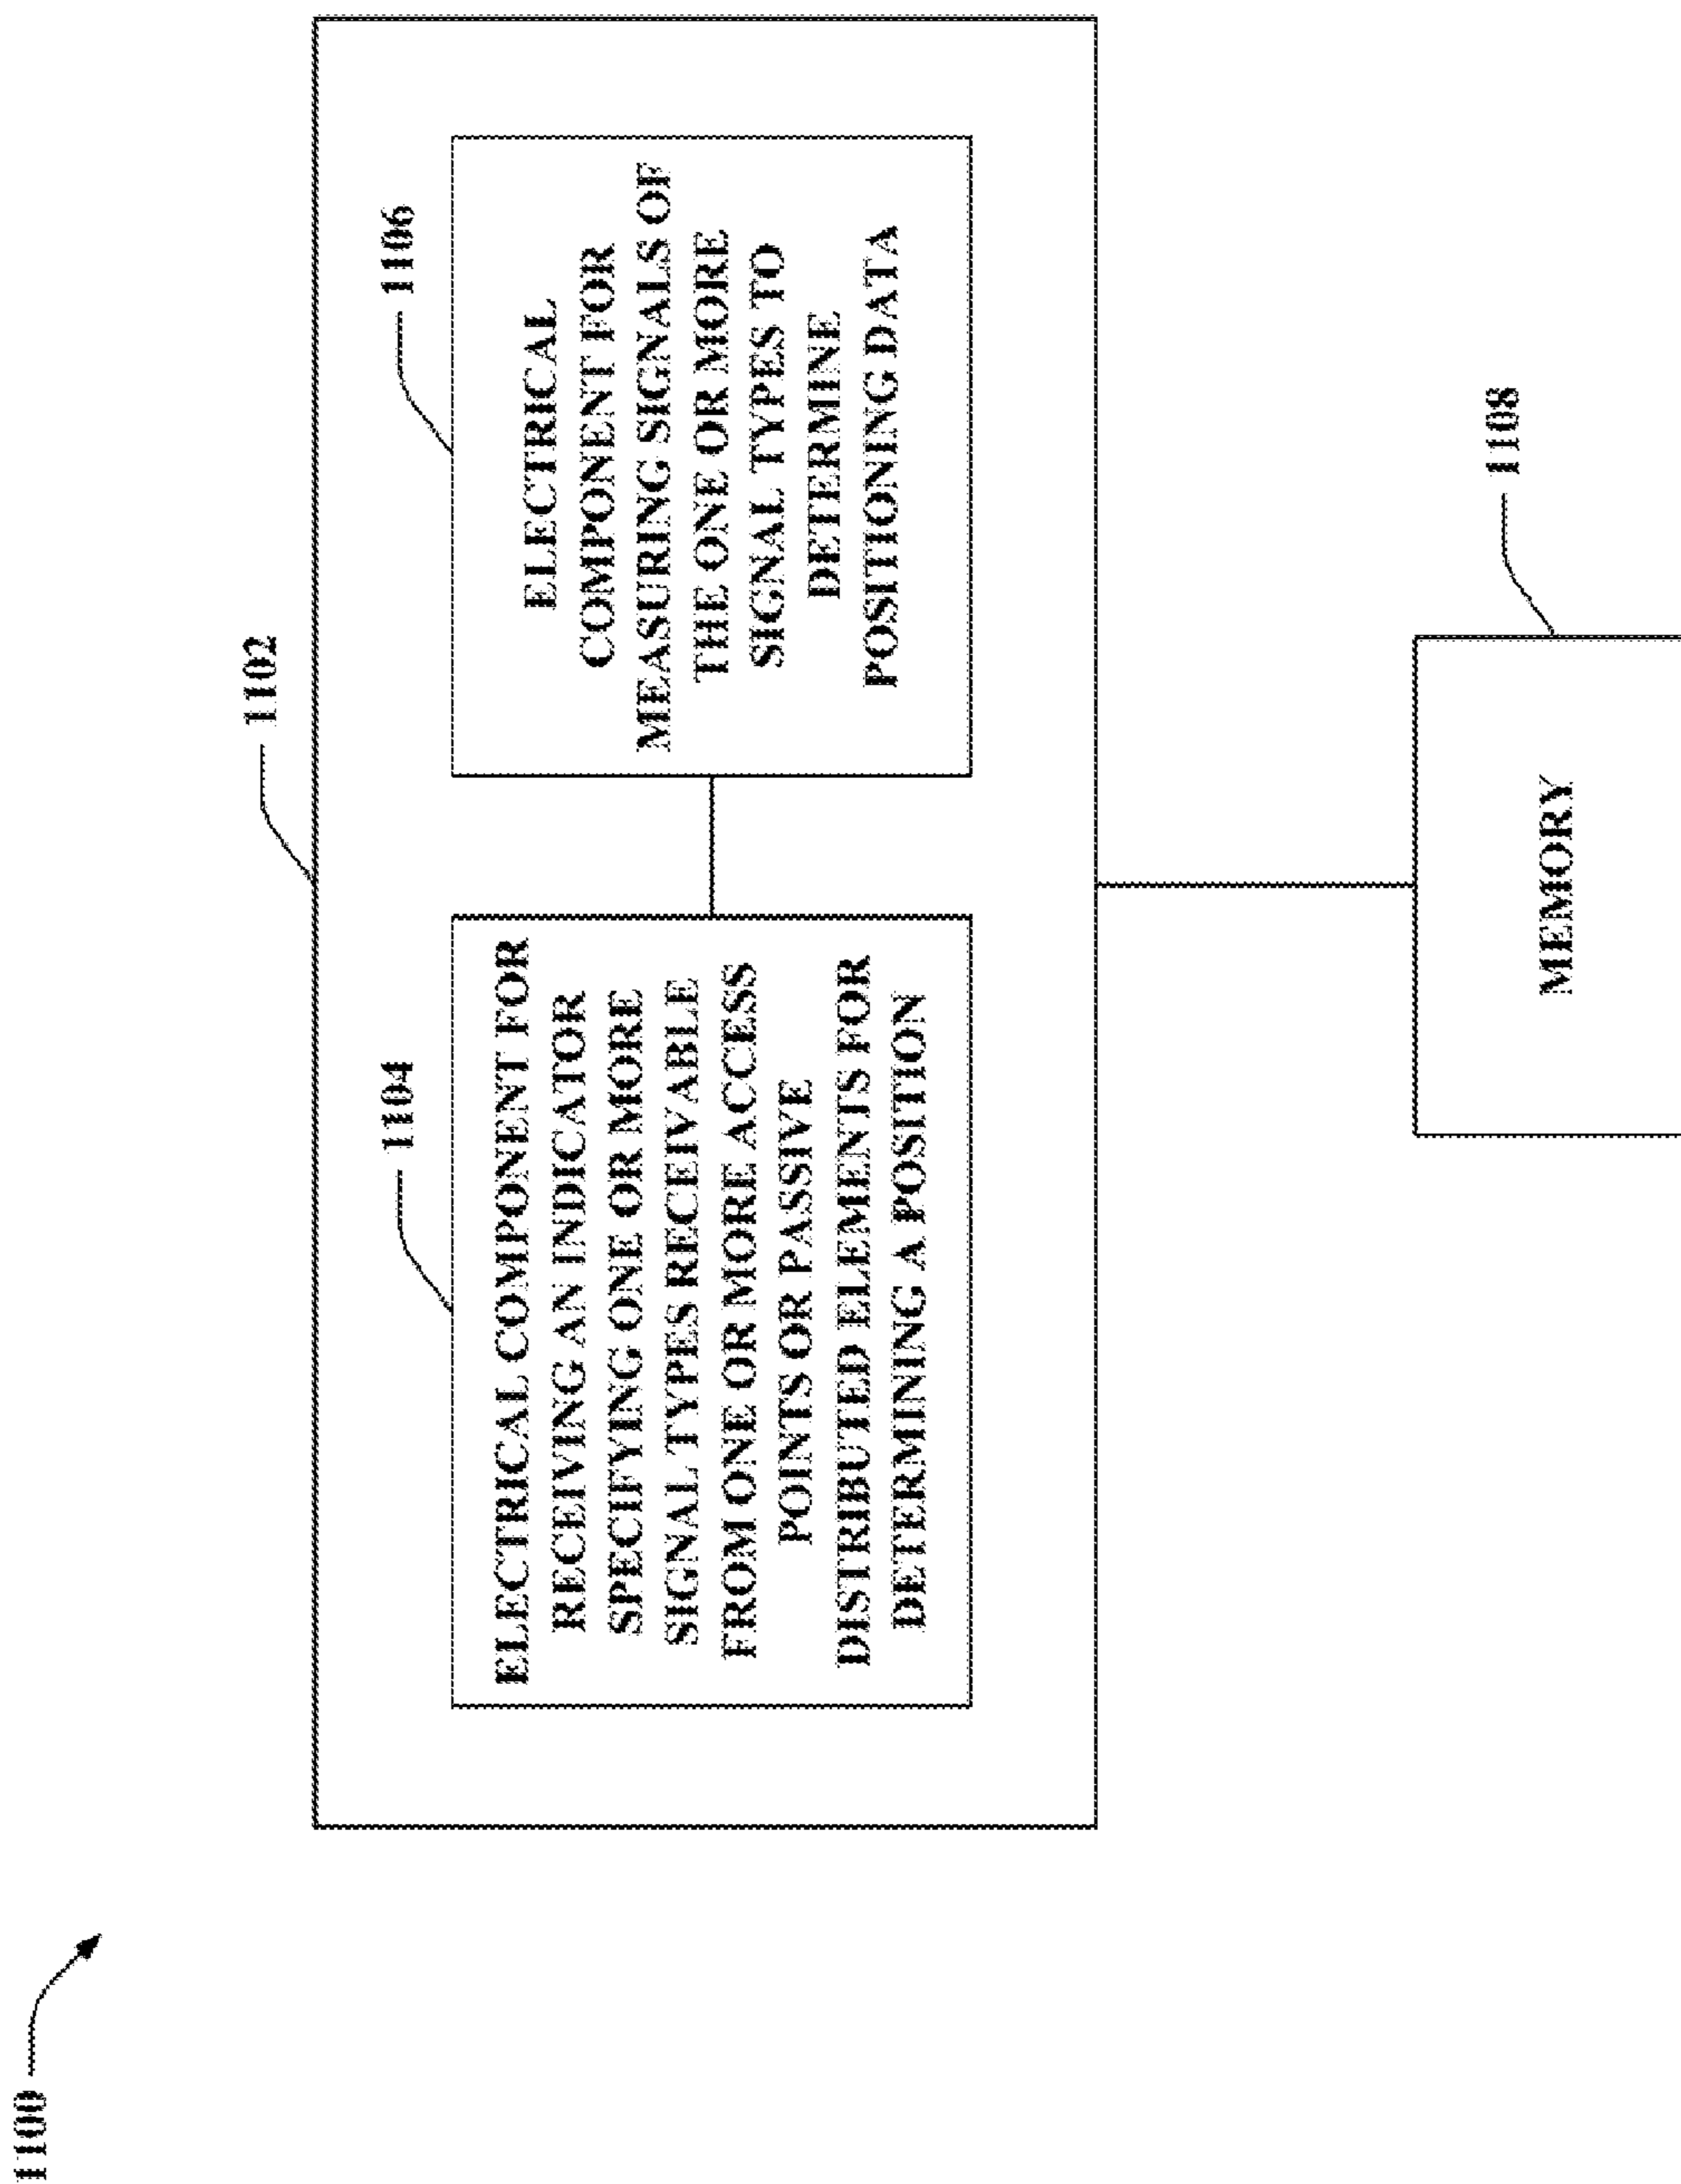 1100
1102
1104
ELECTRICAL COMPONENT FOR
RECEIVING AN INDICATOR
SPECIFYING ONE OR MORE
SIGNAL TYPES RECEIVABLE
FROM ONE OR MORE ACCESS
POINTS OR PASSIVE
DISTRIBUTED ELEMENTS FOR
DETERMINING A POSITION
1106
ELECTRICAL
COMPONENT FOR
MEASURING SIGNALS OF
THE ONE OR MORE
SIGNAL TYPES TO
DETERMINE
POSITIONING DATA
1108
MEMORY